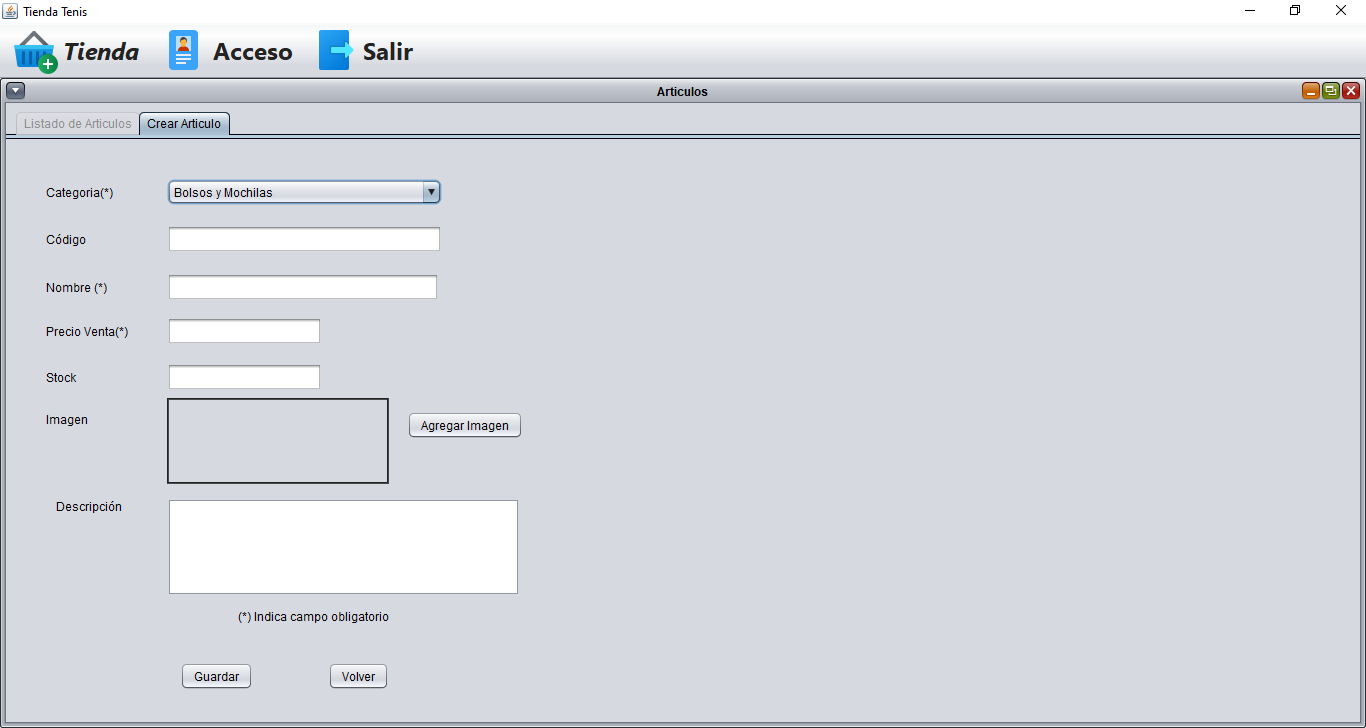 Tienda Tenis
Tienda Acceso Salir
Articulos
Listado de Articulos Crear Articulo
Categoria(*) Bolsos y Mochilas
Código
Nombre (*)
Precio Venta(*)
Stock
Imagen
Agregar Imagen
Descripción
(*) Indica campo obligatorio
Guardar Volver